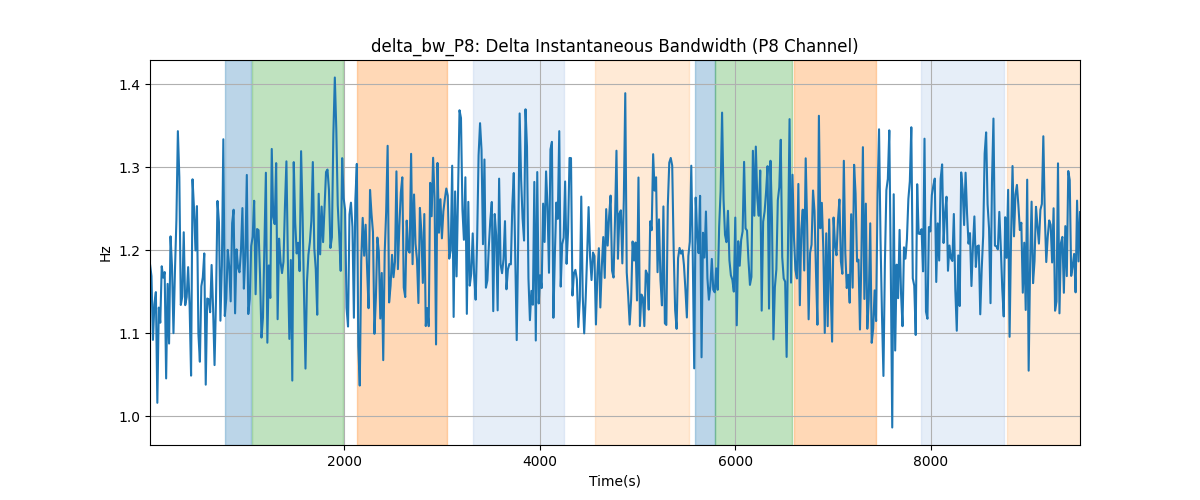 delta_bw_P8: Delta Instantaneous Bandwidth (P8 Channel)
Hz
1.4
1.3
1.2
1.1
1.0
2000 4000 6000 8000
Time(s)